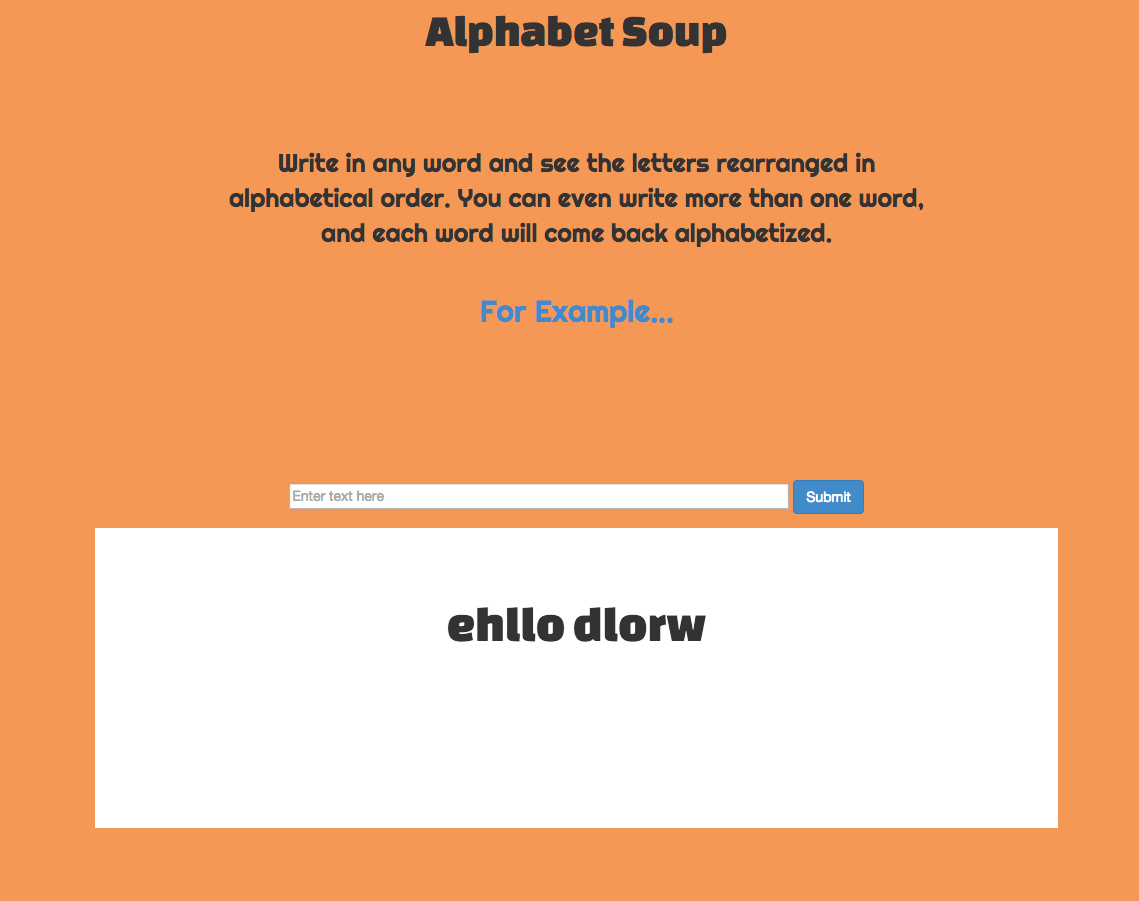 Alphabet Soup
Write in any word and see the letters rearranged in
alphabetical order. You can even write more than one word,
and each word will come back alphabetized.
For Example...
Enter text here Submit
ehllo dlorw